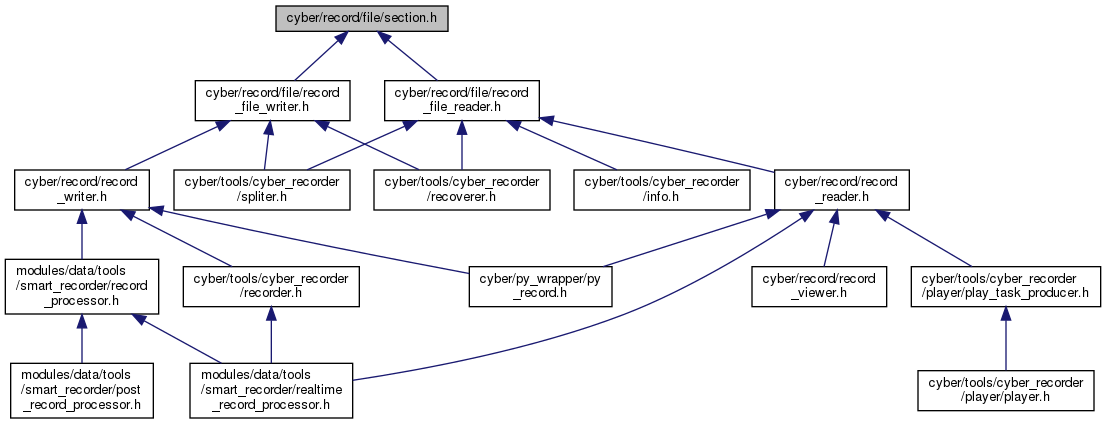 cyber/record/file/section.h
cyber/record/file/record
_file_writer.h
cyber/record/file/record
_file_reader.h
cyber/record/record
_writer.h
cyber/tools/cyber_recorder
/spliter.h
cyber/tools/cyber_recorder
/recoverer.h
cyber/tools/cyber_recorder
/info.h
cyber/record/record
_reader.h
modules/data/tools
/smart_recorder/record
_processor.h
cyber/tools/cyber_recorder
/recorder.h
cyber/py_wrapper/py
_record.h
cyber/record/record
_viewer.h
cyber/tools/cyber_recorder
/player/play_task_producer.h
modules/data/tools
/smart_recorder/post
_record_processor.h
modules/data/tools
/smart_recorder/realtime
_record_processor.h
cyber/tools/cyber_recorder
/player/player.h